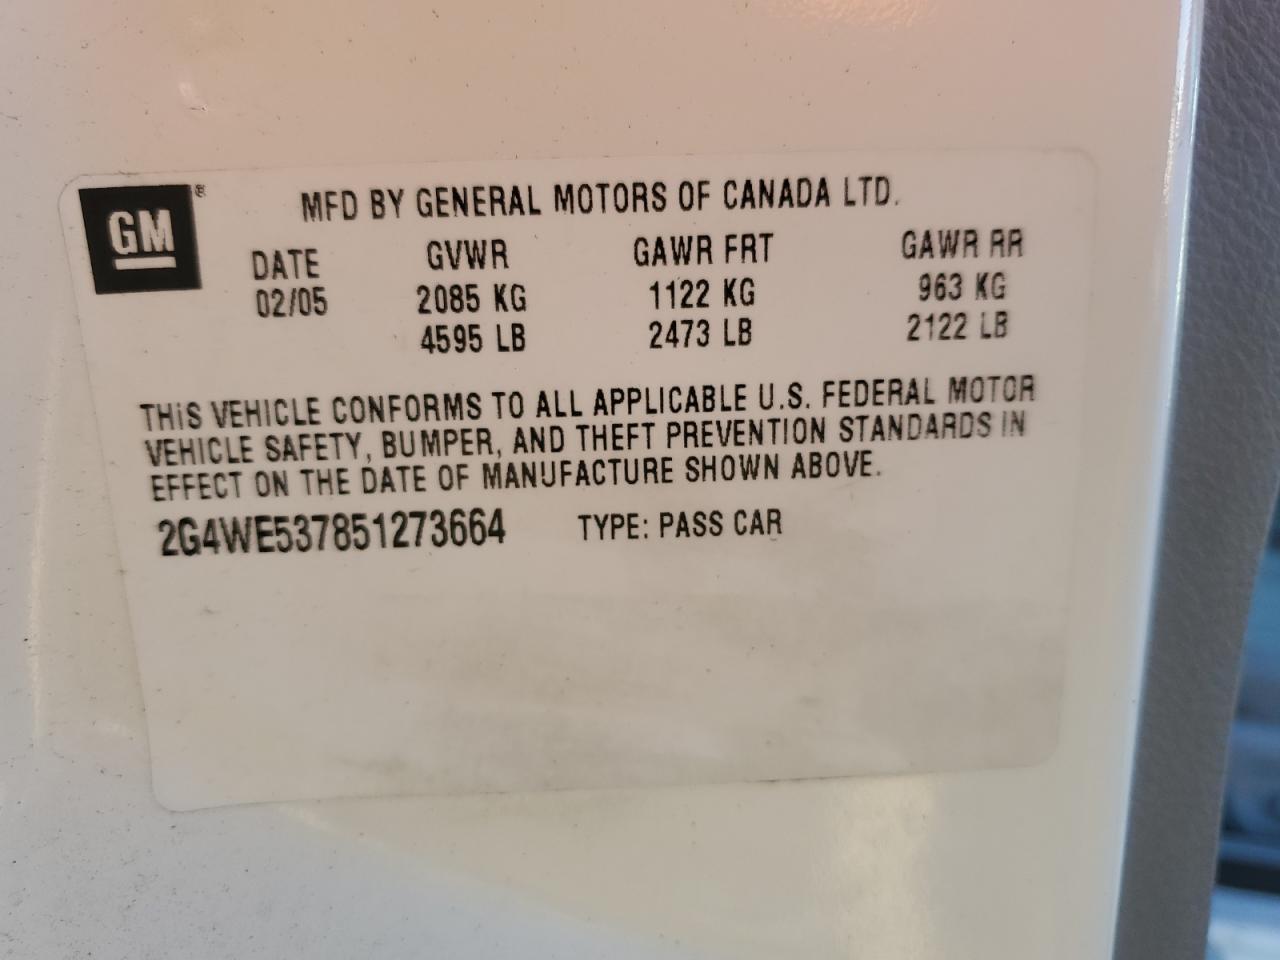 GM ®
MFD BY GENERAL MOTORS OF CANADA LTD.
DATE GVWR GAWR FRT GAWR RR
02/05 2085 KG 1122 KG 963 KG
4595 LB 2473 LB 2122 LB
THIS VEHICLE CONFORMS TO ALL APPLICABLE U.S. FEDERAL MOTOR
VEHICLE SAFETY, BUMPER, AND THEFT PREVENTION STANDARDS IN
EFFECT ON THE DATE OF MANUFACTURE SHOWN ABOVE.
2G4WE537851273664 TYPE: PASS CAR